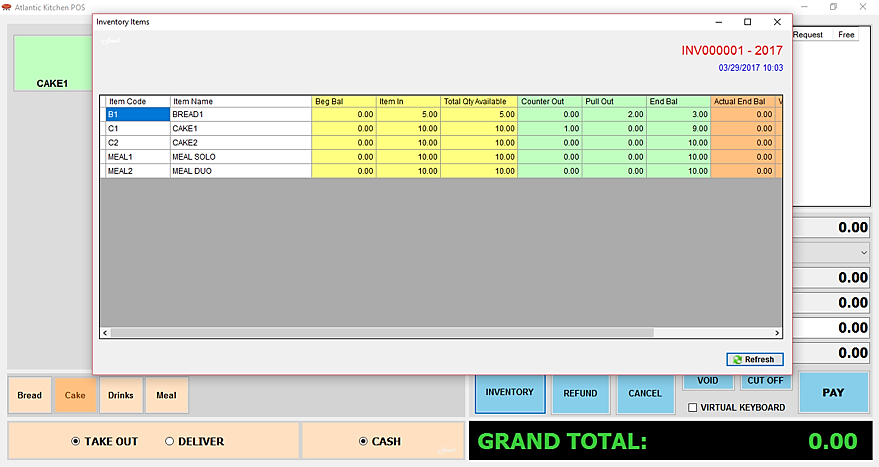 Atlantic Kitchen POS
Inventory Items
Request Free
INV000001 - 2017
03/29/2017 10:03
CAKE1
Item Code Item Name Beg Bal Item In Total Qty Available Counter Out Pull Out End Bal Actual End Bal V
B1 BREAD1 0.00 5.00 5.00 0.00 2.00 3.00 0.00
C1 CAKE1 0.00 10.00 10.00 1.00 0.00 9.00 0.00
C2 CAKE2 0.00 10.00 10.00 0.00 0.00 10.00 0.00
MEAL1 MEAL SOLO 0.00 10.00 10.00 0.00 0.00 10.00 0.00
MEAL2 MEAL DUO 0.00 10.00 10.00 0.00 0.00 10.00 0.00
0.00
0.00
0.00
0.00
0.00
Refresh
Bread Cake Drinks Meal
INVENTORY REFUND CANCEL VOID CUT OFF PAY
VIRTUAL KEYBOARD
TAKE OUT DELIVER CASH
GRAND TOTAL: 0.00